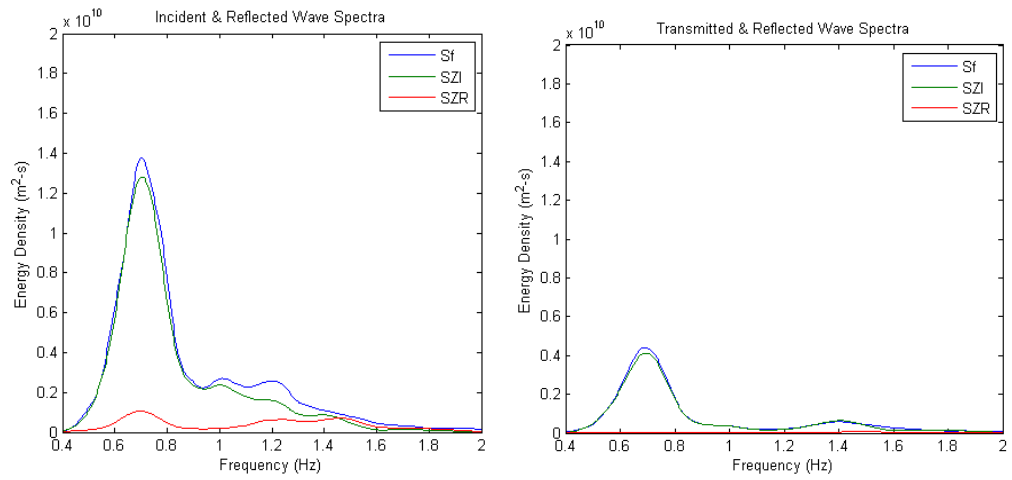 Incident & Reflected Wave Spectra
x 10^10
2
1.8
1.6
1.4
1.2
1
0.8
0.6
0.4
0.2
0
Energy Density (m²-s)
0.4 0.6 0.8 1 1.2 1.4 1.6 1.8 2
Frequency (Hz)
Sf
SZI
SZR
Transmitted & Reflected Wave Spectra
x 10^10
2
1.8
1.6
1.4
1.2
1
0.8
0.6
0.4
0.2
0
Energy Density (m²-s)
0.4 0.6 0.8 1 1.2 1.4 1.6 1.8 2
Frequency (Hz)
Sf
SZI
SZR